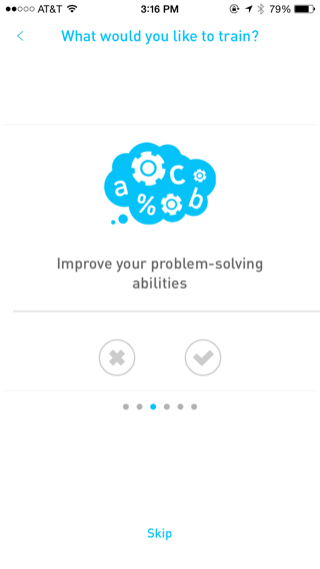 AT&T 3:16 PM 79%
What would you like to train?
a C
% b
Improve your problem-solving
abilities
Skip